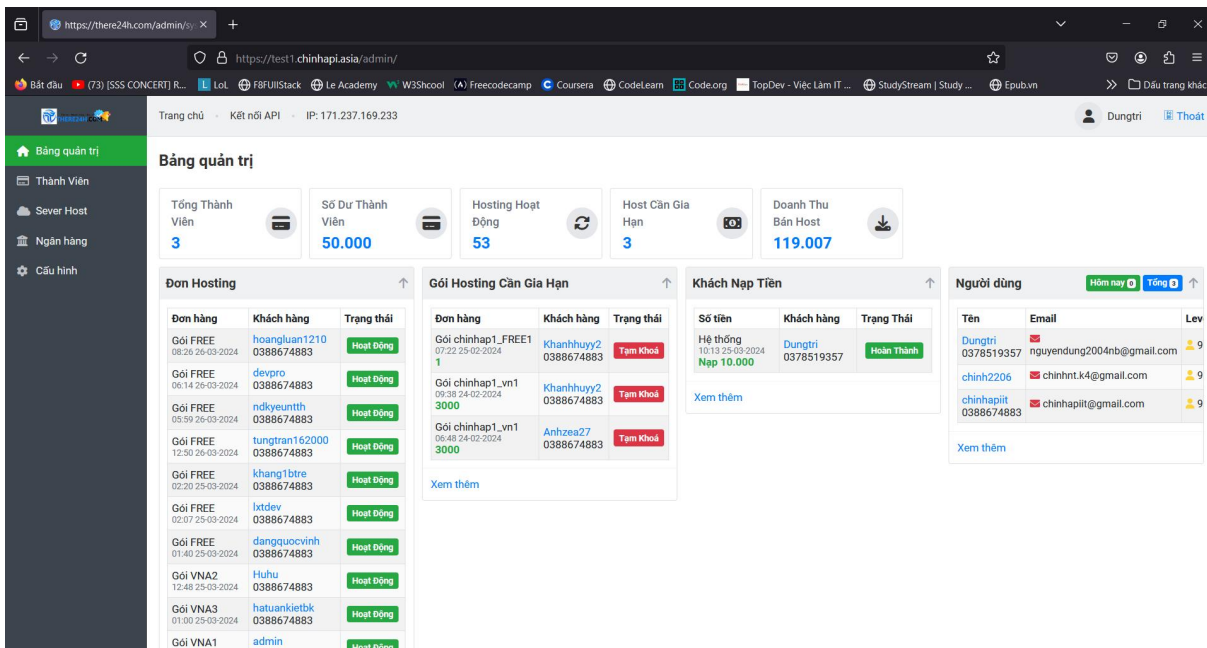 https://there24h.com/admin/sy
https://test1.chinhapi.asia/admin/
Bắt đầu
(73) [SSS CONCERT] R...
LoL
F8FUllStack
Le Academy
W3Shcool
Freecodecamp
Coursera
CodeLearn
Code.org
TopDev - Việc Làm IT ...
StudyStream | Study ...
Epub.vn
Dấu trang khác
Trang chủ
Kết nối API
IP: 171.237.169.233
Dungtri
Thoát
Bảng quản trị
Thành Viên
Sever Host
Ngân hàng
Cấu hình
Bảng quản trị
Tổng Thành
Viên
3
Số Dư Thành
Viên
50.000
Hosting Hoạt
Động
53
Host Cần Gia
Hạn
3
Doanh Thu
Bán Host
119.007
Đơn Hosting
Đơn hàng Khách hàng Trạng thái
Gói FREE hoangluan1210
08:26 26-03-2024 0388674883 Hoạt Động
Gói FREE devpro
06:14 26-03-2024 0388674883 Hoạt Động
Gói FREE ndkyeuntth
05:59 26-03-2024 0388674883 Hoạt Động
Gói FREE tungtran162000
12:50 26-03-2024 0388674883 Hoạt Động
Gói FREE khang1btre
02:20 25-03-2024 0388674883 Hoạt Động
Gói FREE lxtdev
02:07 25-03-2024 0388674883 Hoạt Động
Gói FREE dangquocvinh
01:40 25-03-2024 0388674883 Hoạt Động
Gói VNA2 Huhu
12:48 25-03-2024 0388674883 Hoạt Động
Gói VNA3 hatuankietbk
01:00 25-03-2024 0388674883 Hoạt Động
Gói VNA1 admin
Hoạt Động
Gói Hosting Cần Gia Hạn
Đơn hàng Khách hàng Trạng thái
Gói chinhap1_FREE1
07:22 25-02-2024
1
Khanhhuyy2
0388674883
Tạm Khoá
Gói chinhap1_vn1
09:38 24-02-2024
3000
Khanhhuyy2
0388674883
Tạm Khoá
Gói chinhap1_vn1
06:48 24-02-2024
3000
Anhzea27
0388674883
Tạm Khoá
Xem thêm
Khách Nạp Tiền
Số tiền Khách hàng Trạng Thái
Hệ thống
10:13 25-03-2024
Nạp 10.000
Dungtri
0378519357
Hoàn Thành
Xem thêm
Người dùng
Hôm nay 0
Tổng 3
Tên Email Lev
Dungtri
0378519357
nguyendung2004nb@gmail.com
9
chinh2206
chinhnt.k4@gmail.com
9
chinhapiit
0388674883
chinhapiit@gmail.com
9
Xem thêm